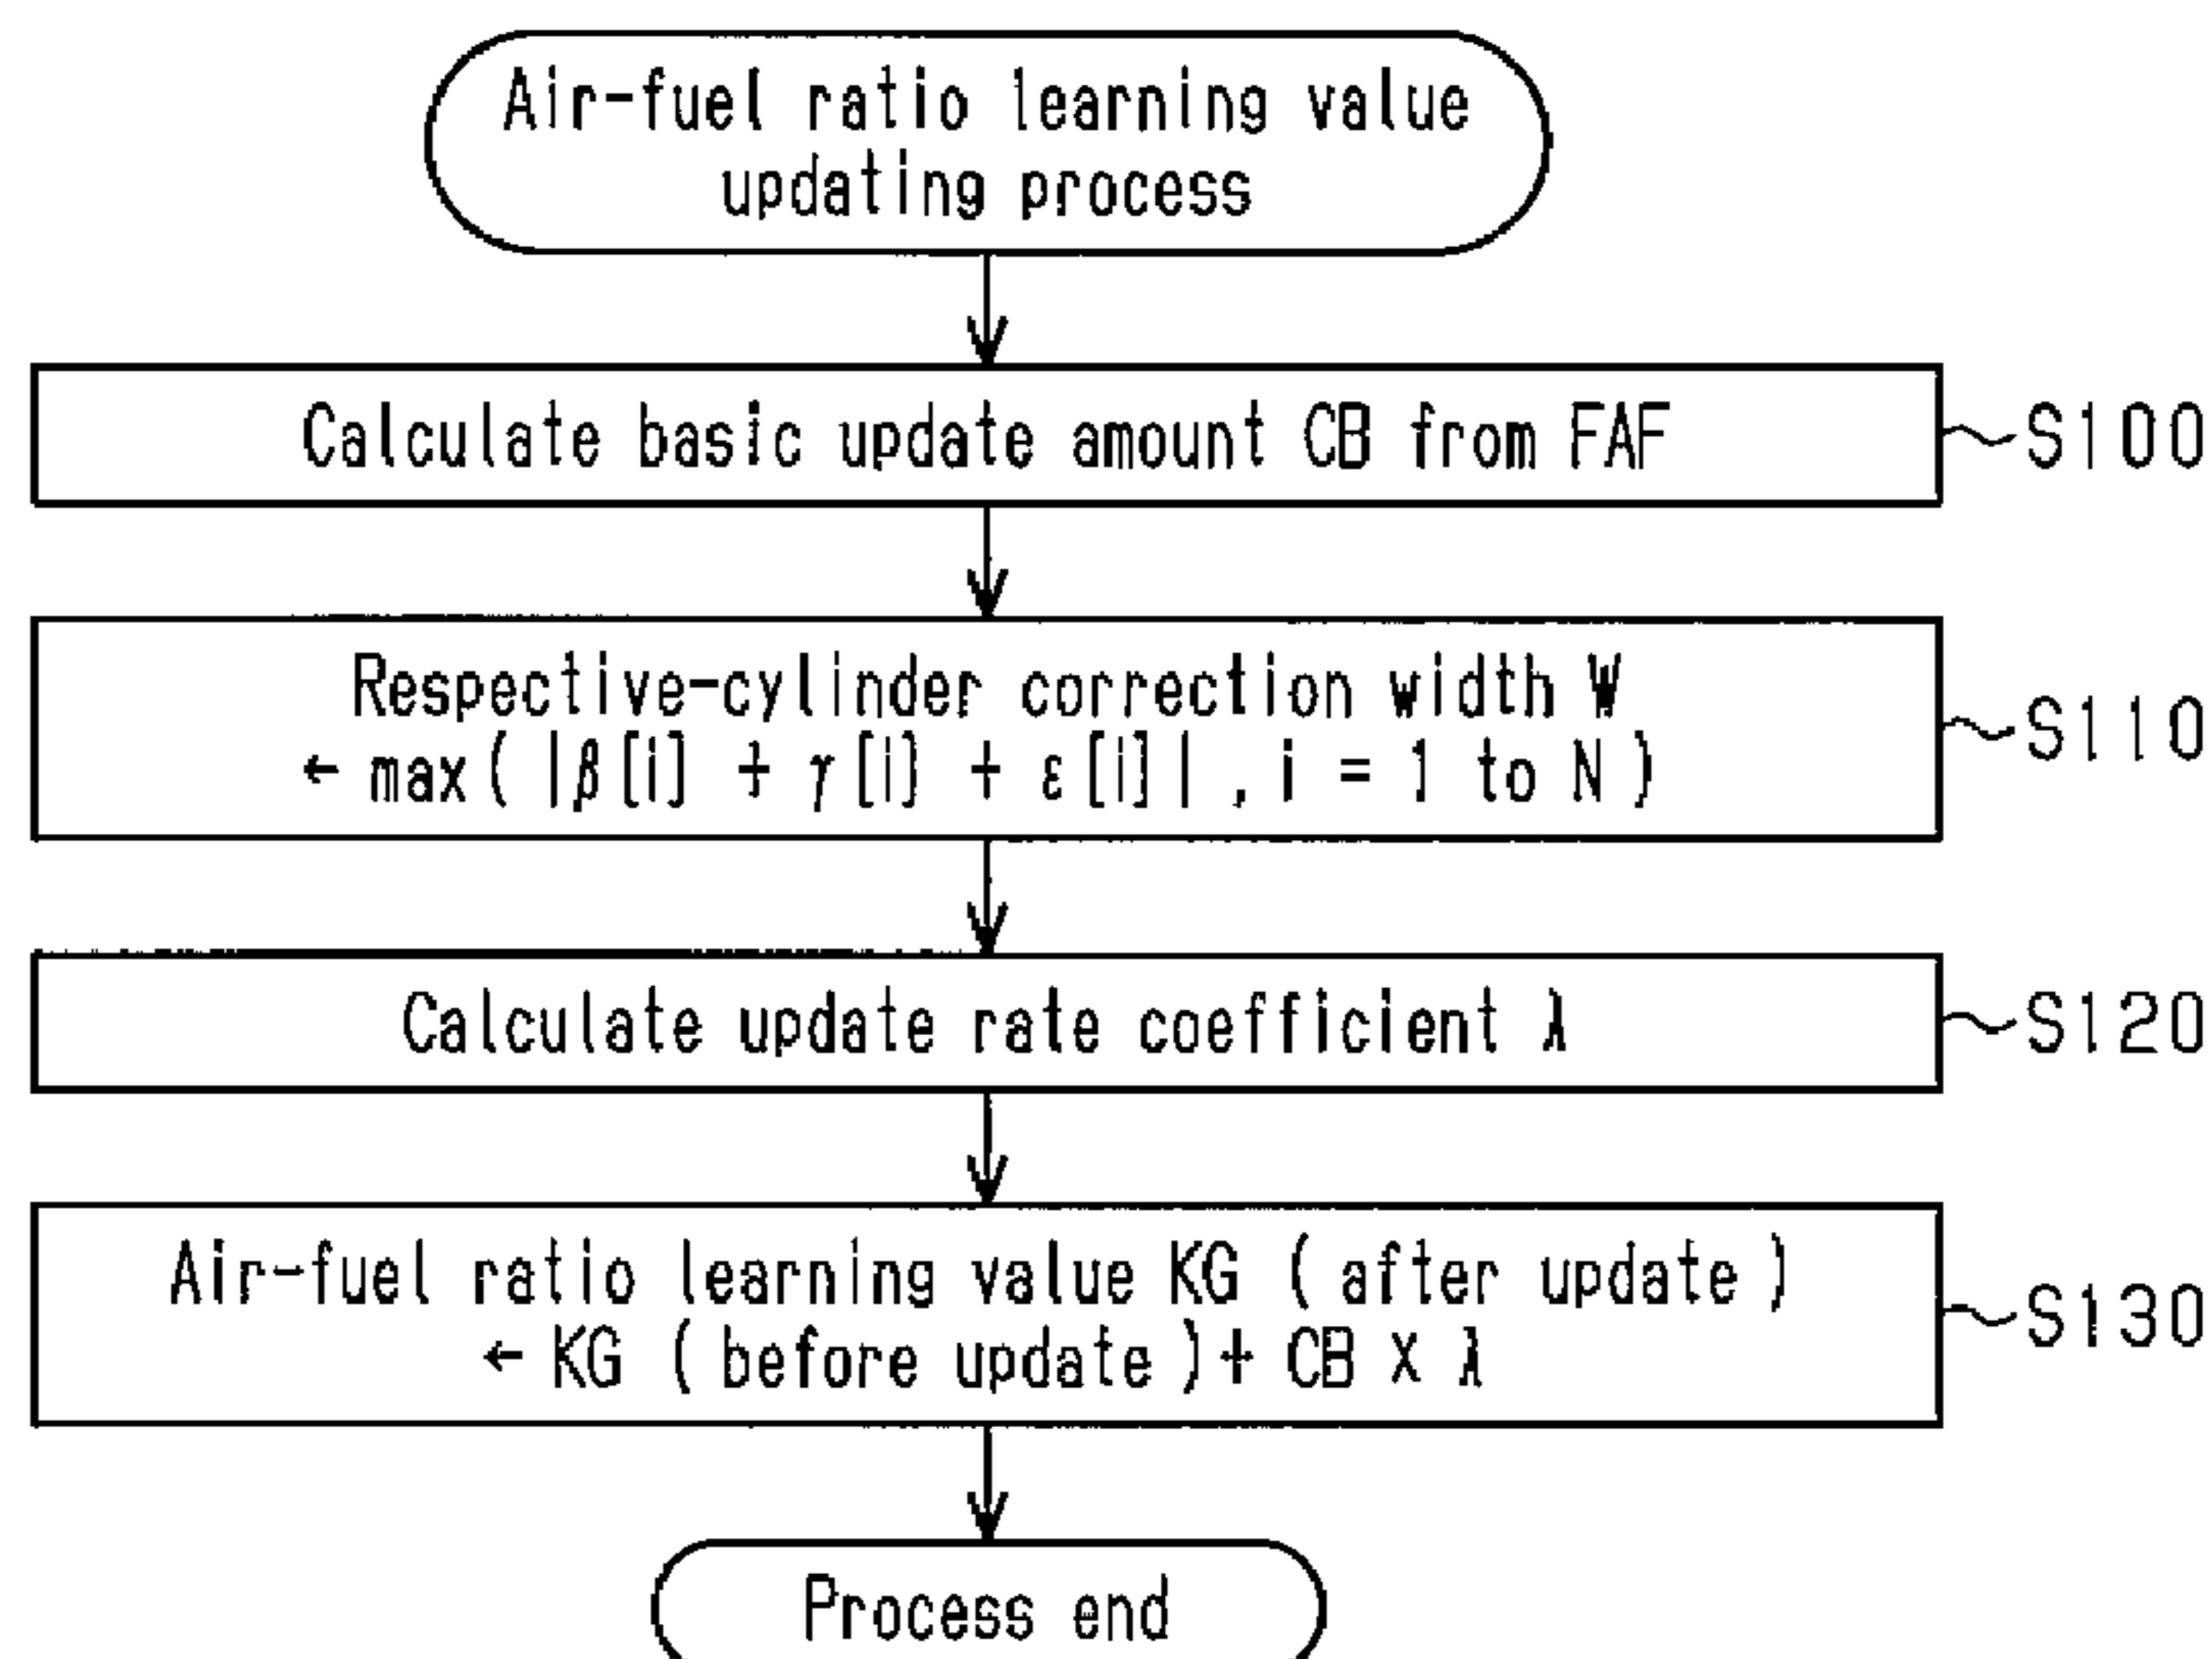 Air-fuel ratio learning value
updating process
Calculate basic update amount CB from FAF
S100
Respective-cylinder correction width W
← max( |β[i] + γ[i] + ε[i]| , i = 1 to N )
S110
Calculate update rate coefficient λ
S120
Air-fuel ratio learning value KG ( after update )
← KG ( before update )+ CB X λ
S130
Process end